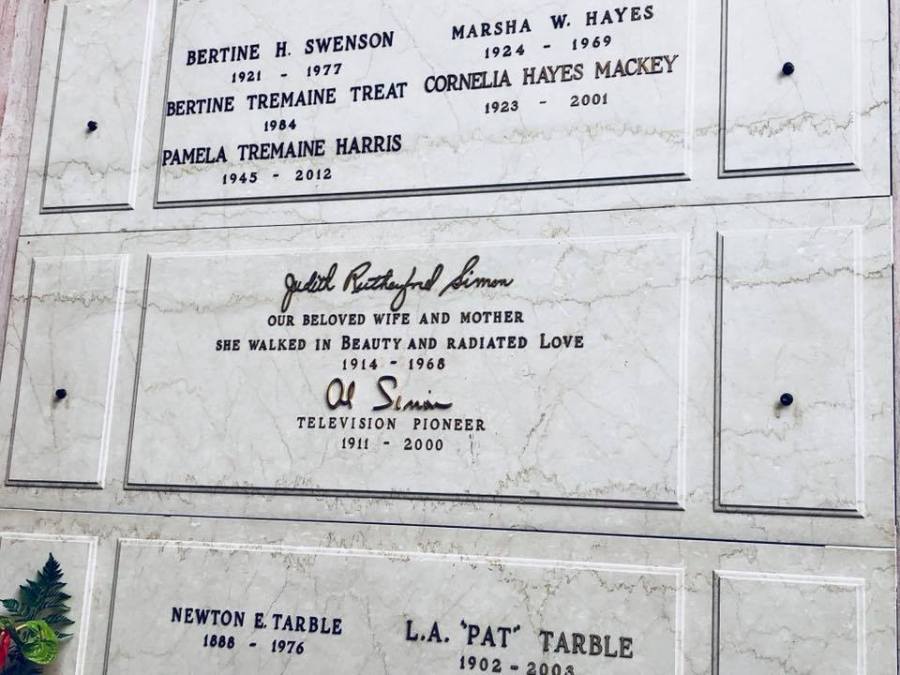 BERTINE H. SWENSON
1921 - 1977
BERTINE TREMAINE TREAT
1984
PAMELA TREMAINE HARRIS
1945 - 2012
MARSHA W. HAYES
1924 - 1969
CORNELIA HAYES MACKEY
1923 - 2001
Judith Rutherford Simon
OUR BELOVED WIFE AND MOTHER
SHE WALKED IN BEAUTY AND RADIATED LOVE
1914 - 1968
Al Simon
TELEVISION PIONEER
1911 - 2000
NEWTON E. TARBLE
1888 - 1976
L.A. "PAT" TARBLE
1902 - 2003